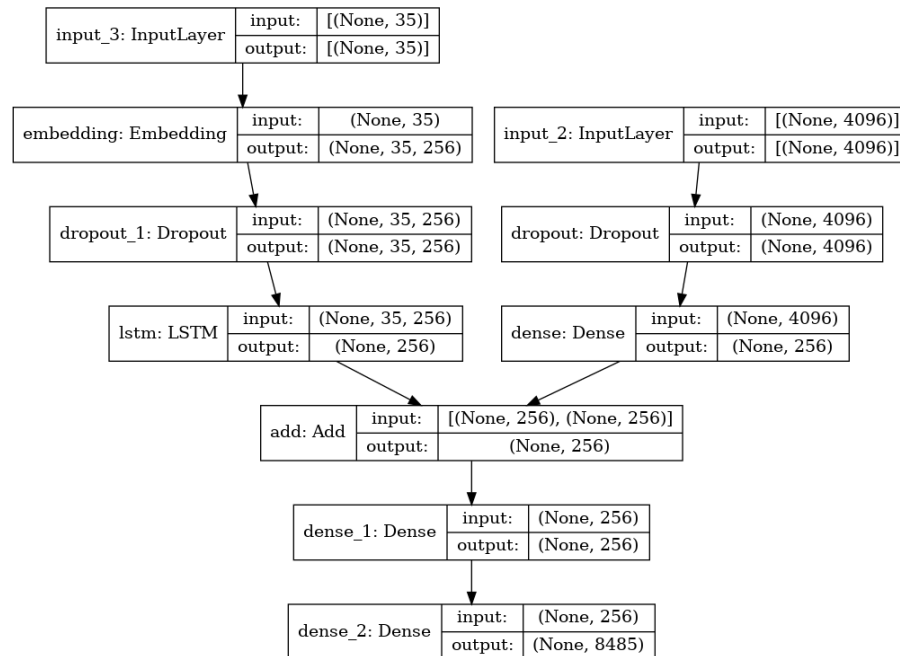 input_3: InputLayer
input: [(None, 35)]
output: [(None, 35)]
embedding: Embedding
input: (None, 35)
output: (None, 35, 256)
input_2: InputLayer
input: [(None, 4096)]
output: [(None, 4096)]
dropout_1: Dropout
input: (None, 35, 256)
output: (None, 35, 256)
dropout: Dropout
input: (None, 4096)
output: (None, 4096)
lstm: LSTM
input: (None, 35, 256)
output: (None, 256)
dense: Dense
input: (None, 4096)
output: (None, 256)
add: Add
input: [(None, 256), (None, 256)]
output: (None, 256)
dense_1: Dense
input: (None, 256)
output: (None, 256)
dense_2: Dense
input: (None, 256)
output: (None, 8485)